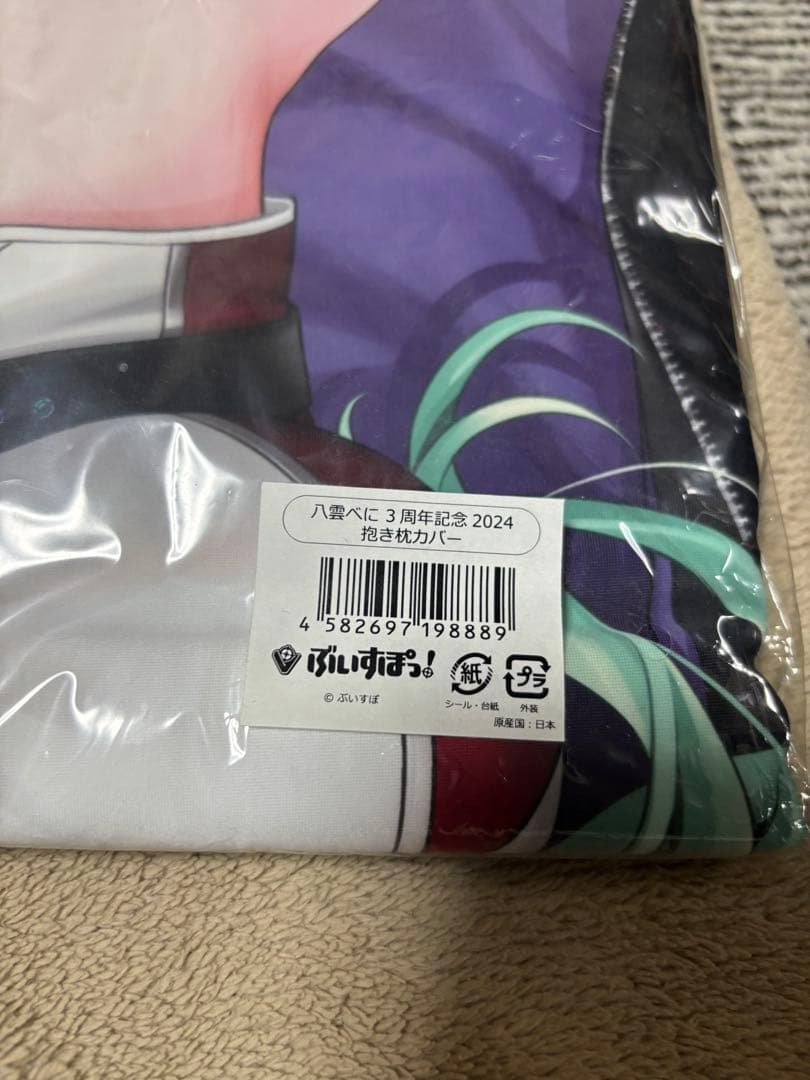 八雲べに 3周年記念 2024
抱き枕カバー
4 582697 198889
ぶいすぽっ!
紙
プラ
シール・台紙
外装
© ぶいすぽ
原産国:日本